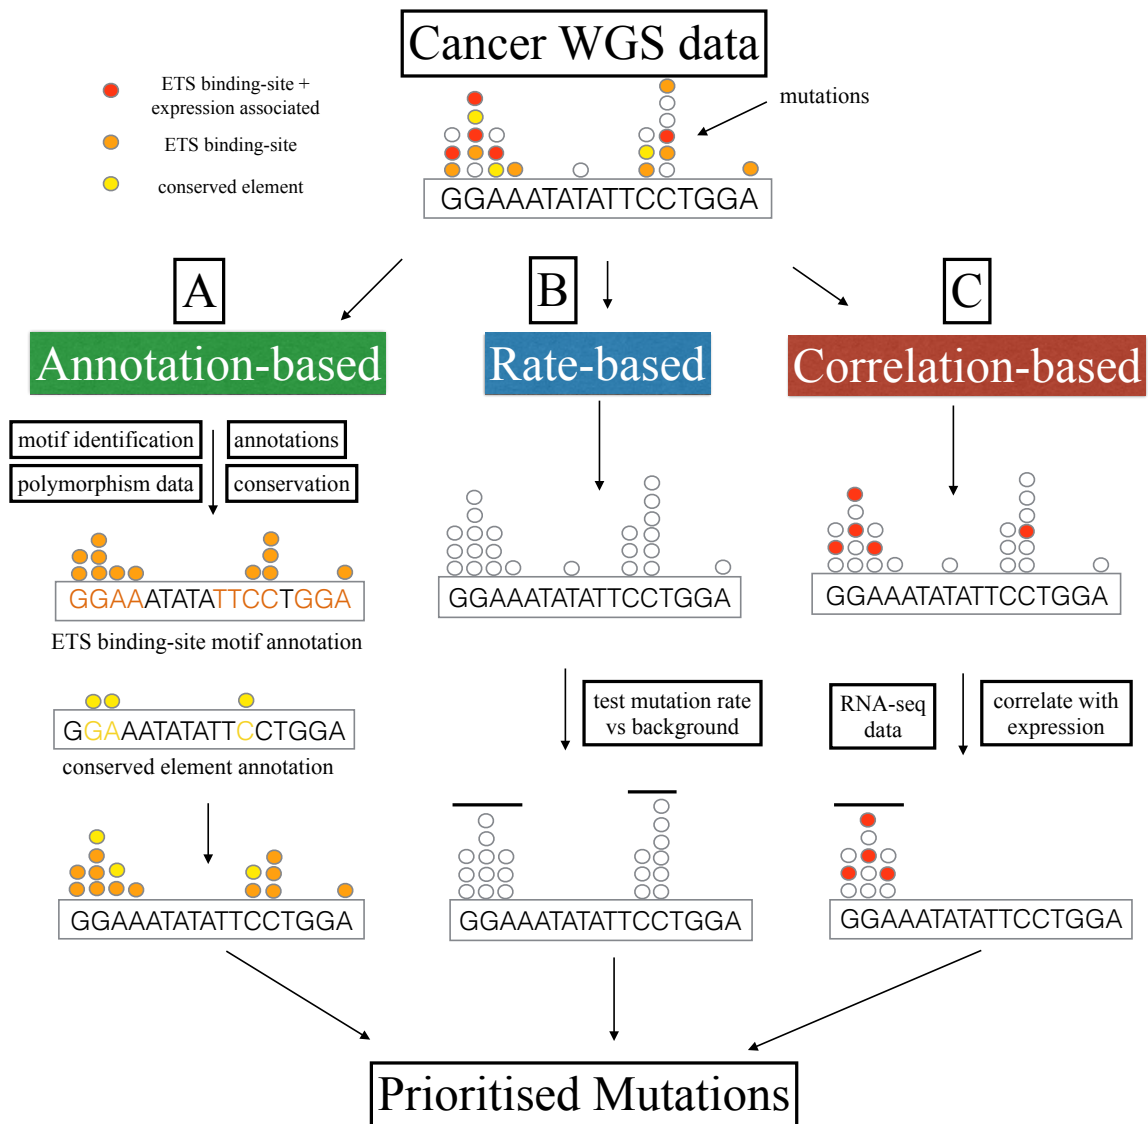 Cancer WGS data
ETS binding-site +
expression associated
ETS binding-site
conserved element
mutations
GGAAATATATTCCTGGA
A
B
C
Annotation-based
Rate-based
Correlation-based
motif identification
annotations
polymorphism data
conservation
GGAAATATATTCCTGGA
ETS binding-site motif annotation
GGAAATATATTCCTGGA
conserved element annotation
GGAAATATATTCCTGGA
GGAAATATATTCCTGGA
test mutation rate
vs background
GGAAATATATTCCTGGA
GGAAATATATTCCTGGA
RNA-seq
data
correlate with
expression
GGAAATATATTCCTGGA
Prioritised Mutations